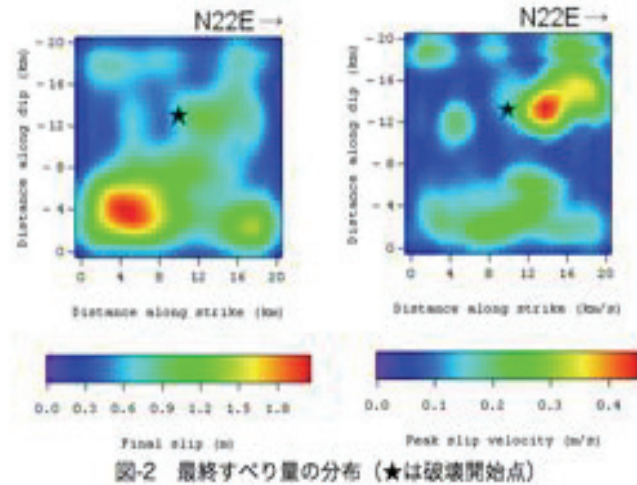 N22E→
N22E→
Distance along dip (km)
- 20
- 16
- 12
- 8
- 4
0
0 4 8 12 16 20
Distance along strike (km)
Distance along dip (km)
- 20
- 16
- 12
- 8
- 4
0
0 4 8 12 16 20
Distance along strike (km/s)
0.0 0.3 0.6 0.9 1.2 1.5 1.8
Final slip (m)
0.0 0.1 0.2 0.3 0.4
Peak slip velocity (m/s)
図-2 最終すべり量の分布（★は破壊開始点）